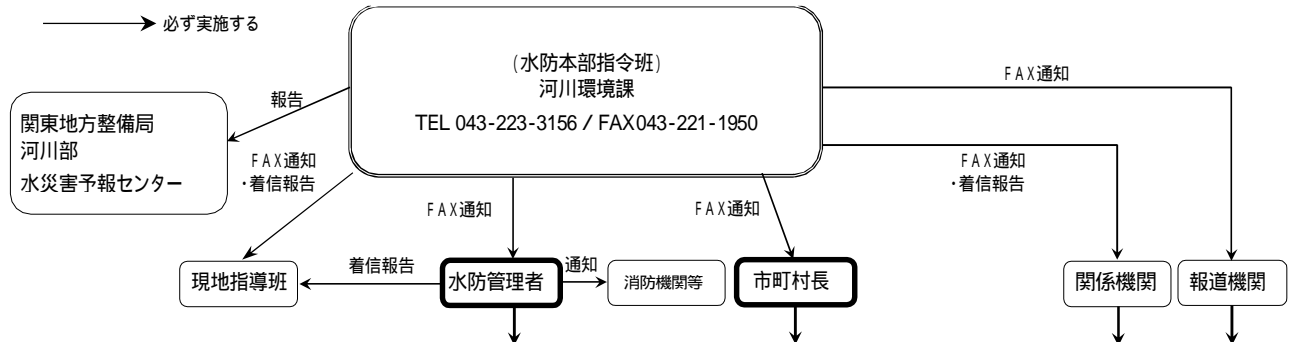 必ず実施する
(水防本部指令班)
河川環境課
TEL 043-223-3156 / FAX043-221-1950
報告
関東地方整備局
河川部
水災害予報センター
FAX通知
・着信報告
FAX通知
FAX通知
FAX通知
・着信報告
FAX通知
現地指導班
着信報告
水防管理者
通知
消防機関等
市町村長
関係機関
報道機関